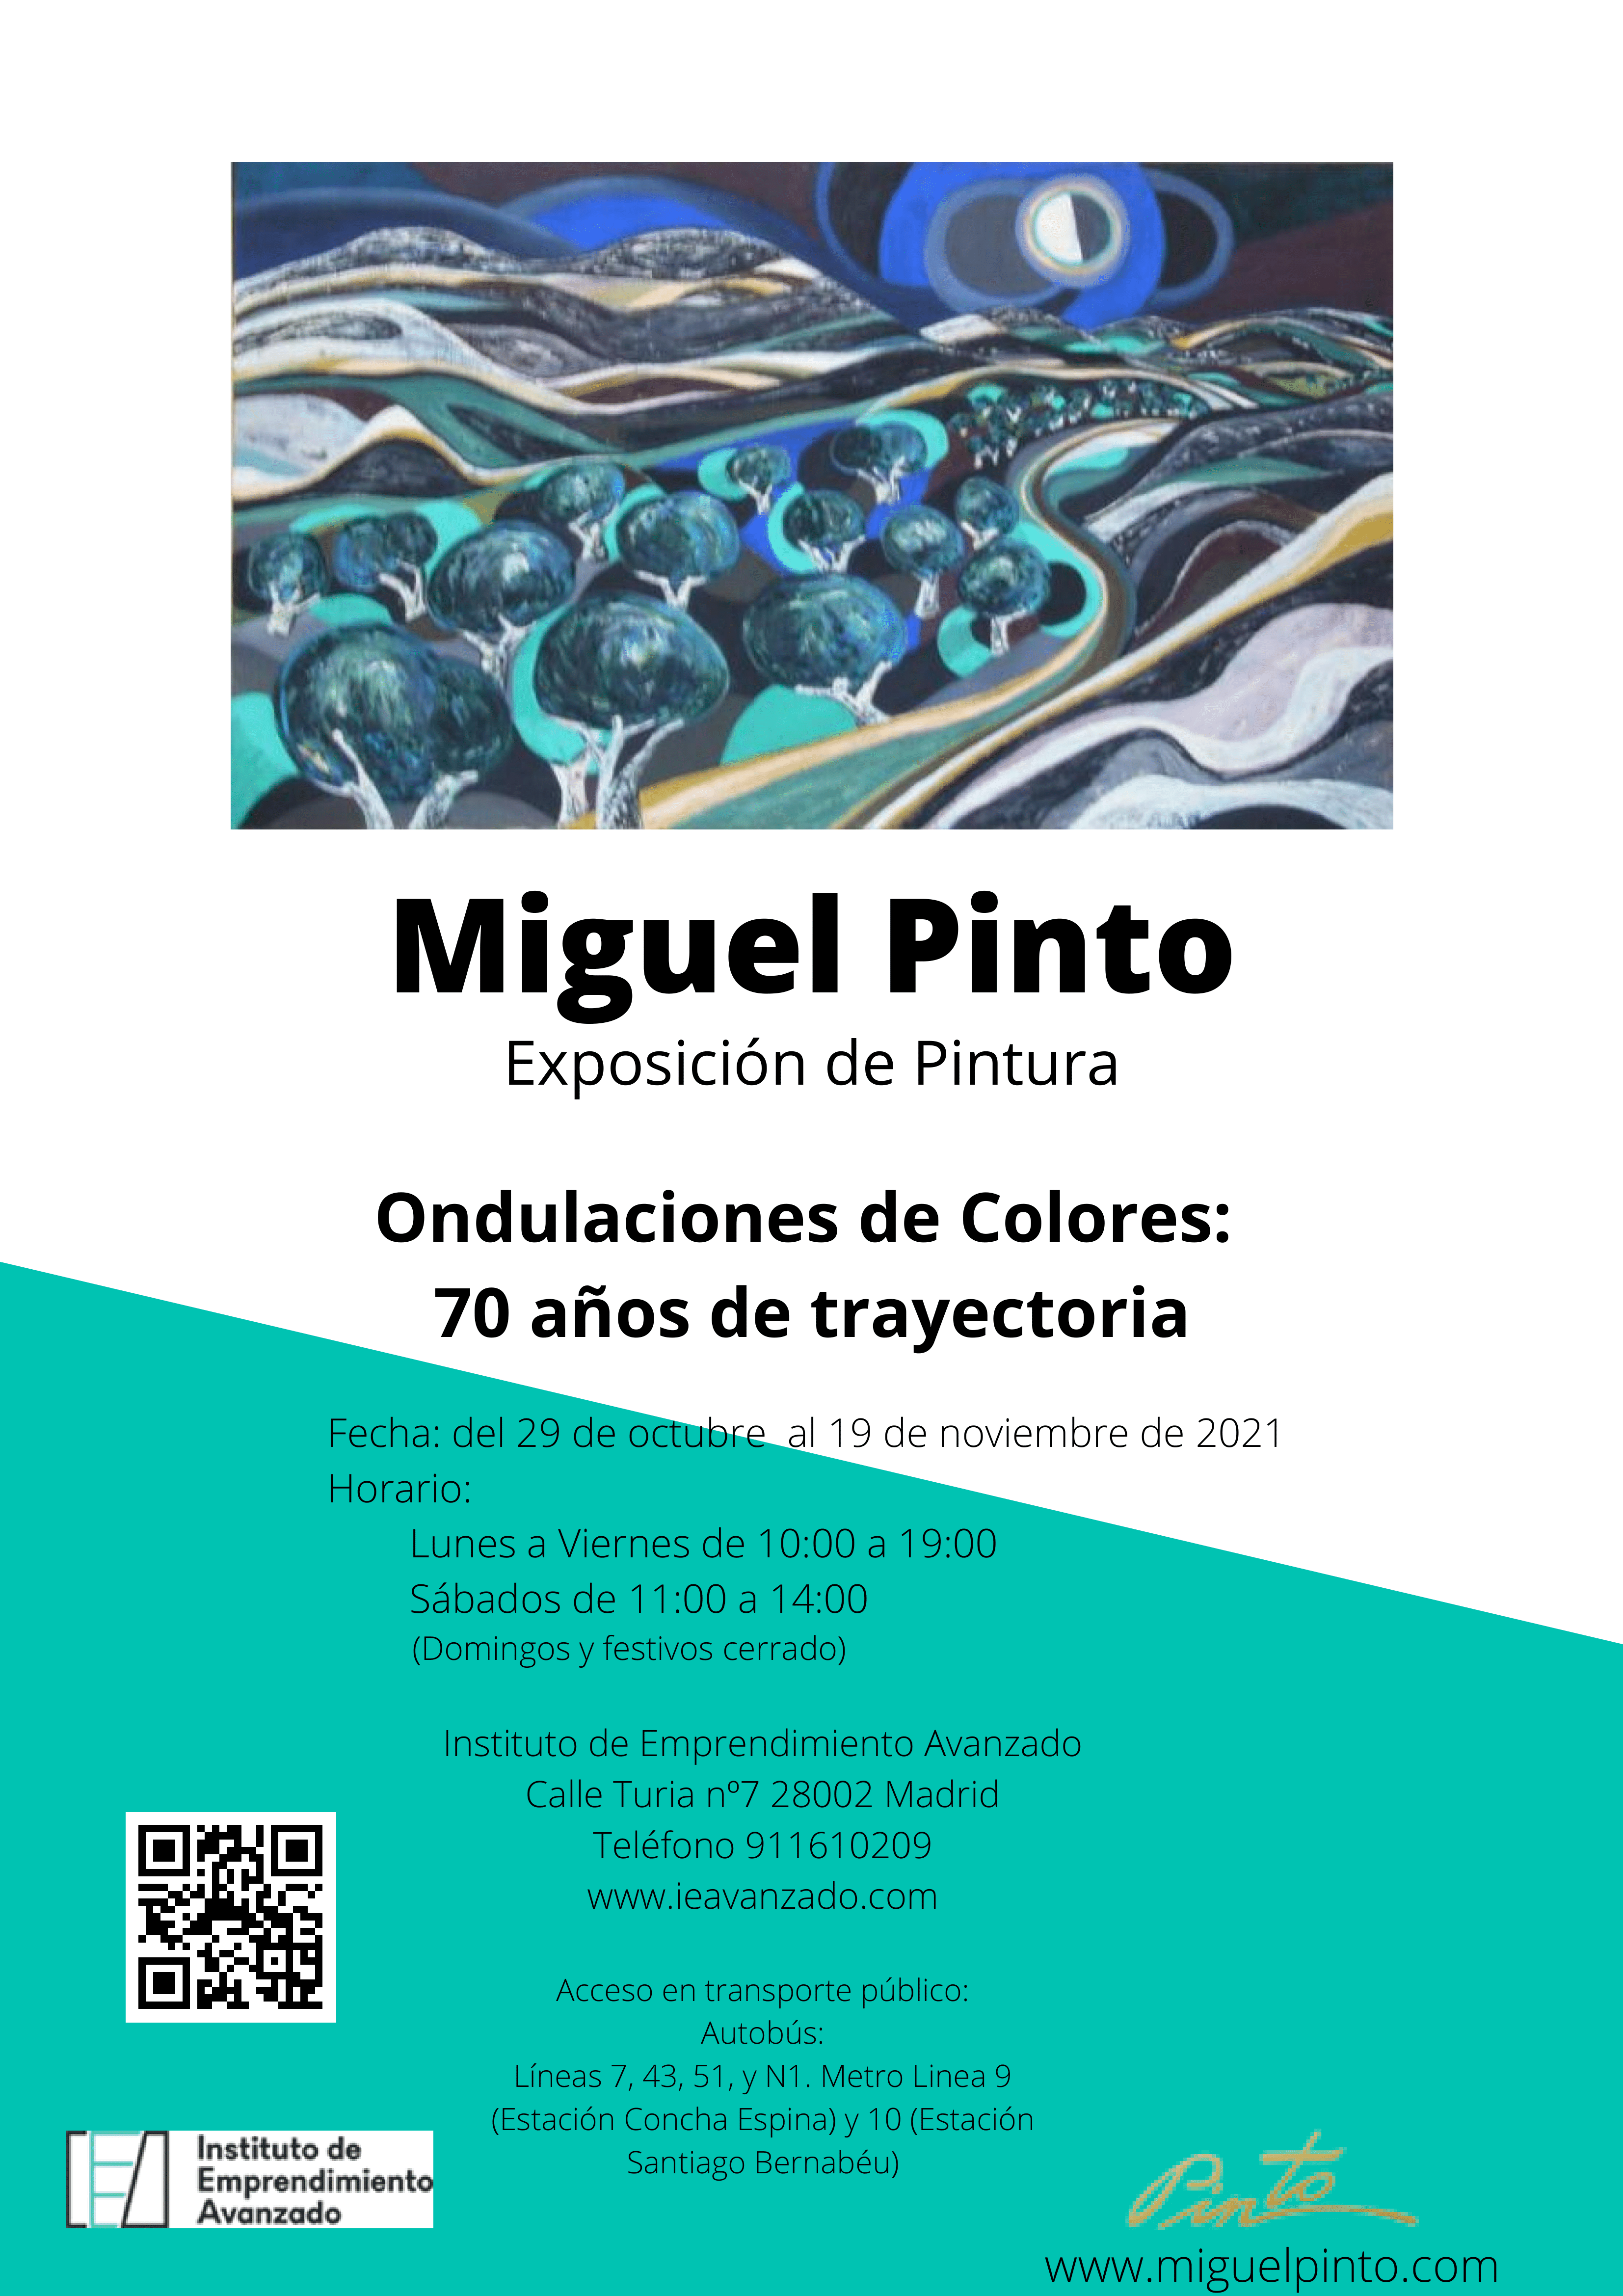 Miguel Pinto
Exposición de Pintura
Ondulaciones de Colores:
70 años de trayectoria
Fecha: del 29 de octubre  al 19 de noviembre de 2021
Horario:
Lunes a Viernes de 10:00 a 19:00
Sábados de 11:00 a 14:00
(Domingos y festivos cerrado)
Instituto de Emprendimiento Avanzado
Calle Turia nº7 28002 Madrid
Teléfono 911610209
www.ieavanzado.com
Acceso en transporte público:
Autobús:
Líneas 7, 43, 51, y N1. Metro Linea 9
(Estación Concha Espina) y 10 (Estación
Santiago Bernabéu)
IEA
Instituto de
Emprendimiento
Avanzado
Pinto
www.miguelpinto.com